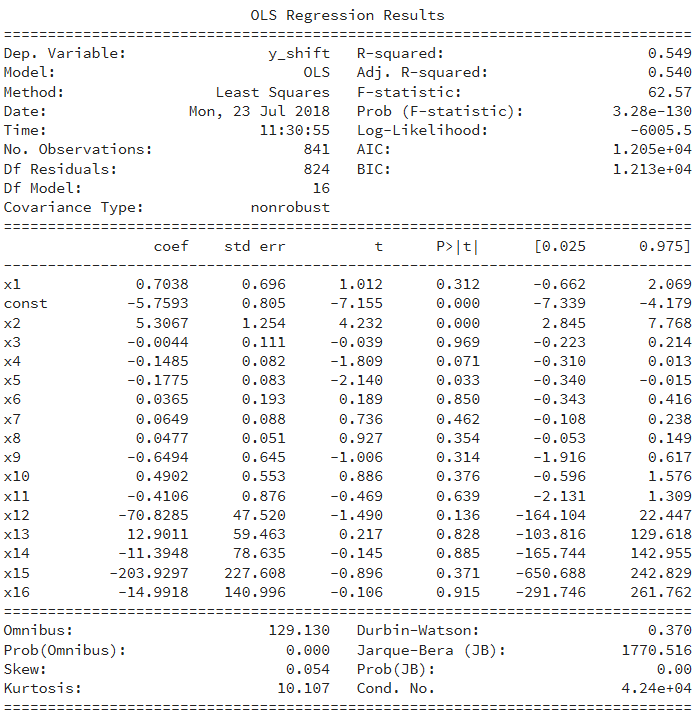 OLS Regression Results
==============================================================================
Dep. Variable: y_shift R-squared: 0.549
Model: OLS Adj. R-squared: 0.540
Method: Least Squares F-statistic: 62.57
Date: Mon, 23 Jul 2018 Prob (F-statistic): 3.28e-130
Time: 11:30:55 Log-Likelihood: -6005.5
No. Observations: 841 AIC: 1.205e+04
Df Residuals: 824 BIC: 1.213e+04
Df Model: 16
Covariance Type: nonrobust
==============================================================================
coef std err t P>|t| [0.025 0.975]
------------------------------------------------------------------------------
x1 0.7038 0.696 1.012 0.312 -0.662 2.069
const -5.7593 0.805 -7.155 0.000 -7.339 -4.179
x2 5.3067 1.254 4.232 0.000 2.845 7.768
x3 -0.0044 0.111 -0.039 0.969 -0.223 0.214
x4 -0.1485 0.082 -1.809 0.071 -0.310 0.013
x5 -0.1775 0.083 -2.140 0.033 -0.340 -0.015
x6 0.0365 0.193 0.189 0.850 -0.343 0.416
x7 0.0649 0.088 0.736 0.462 -0.108 0.238
x8 0.0477 0.051 0.927 0.354 -0.053 0.149
x9 -0.6494 0.645 -1.006 0.314 -1.916 0.617
x10 0.4902 0.553 0.886 0.376 -0.596 1.576
x11 -0.4106 0.876 -0.469 0.639 -2.131 1.309
x12 -70.8285 47.520 -1.490 0.136 -164.104 22.447
x13 12.9011 59.463 0.217 0.828 -103.816 129.618
x14 -11.3948 78.635 -0.145 0.885 -165.744 142.955
x15 -203.9297 227.608 -0.896 0.371 -650.688 242.829
x16 -14.9918 140.996 -0.106 0.915 -291.746 261.762
==============================================================================
Omnibus: 129.130 Durbin-Watson: 0.370
Prob(Omnibus): 0.000 Jarque-Bera (JB): 1770.516
Skew: 0.054 Prob(JB): 0.00
Kurtosis: 10.107 Cond. No. 4.24e+04
==============================================================================